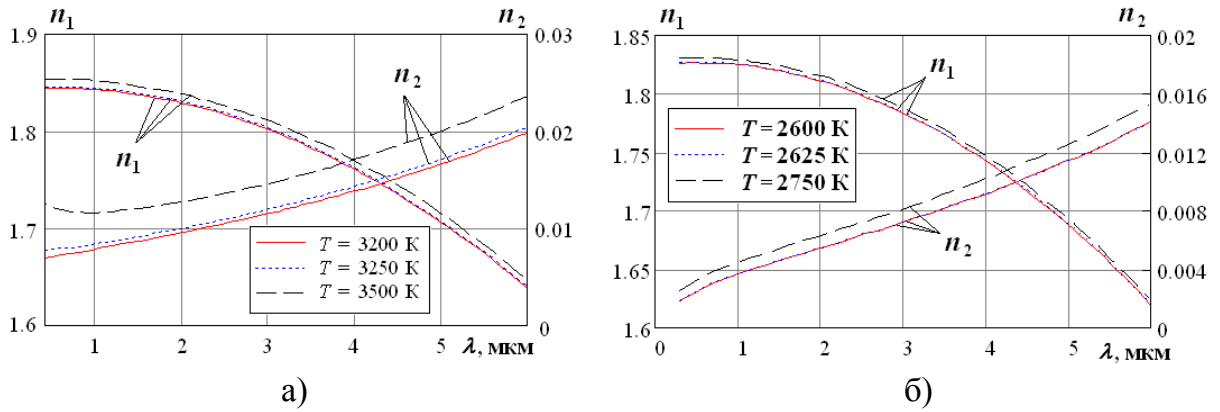 n₁
n₂
1.9
1.8
1.7
1.6
0.03
0.02
0.01
0
n₁
n₂
T = 3200 К
T = 3250 К
T = 3500 К
1 2 3 4 5 λ, мкм
а)
n₁
n₂
1.85
1.8
1.75
1.7
1.65
1.6
0.02
0.016
0.012
0.008
0.004
0
n₁
T = 2600 К
T = 2625 К
T = 2750 К
n₂
0 1 2 3 4 5 λ, мкм
б)